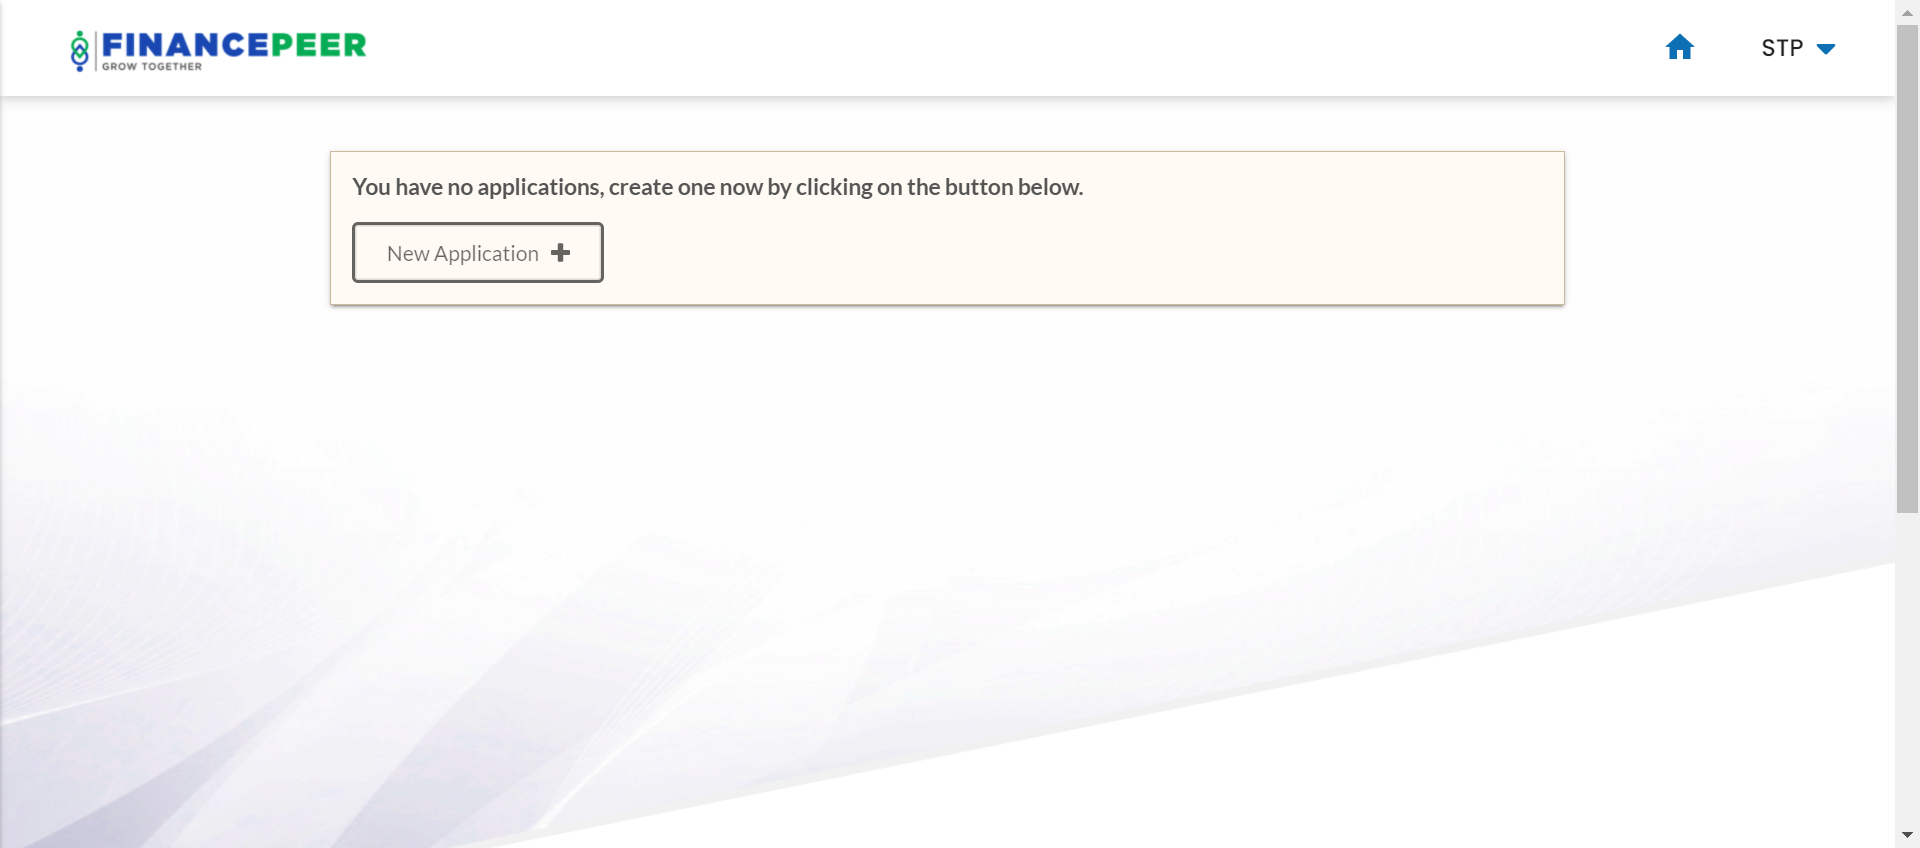 FINANCEPEER
GROW TOGETHER
STP
You have no applications, create one now by clicking on the button below.
New Application